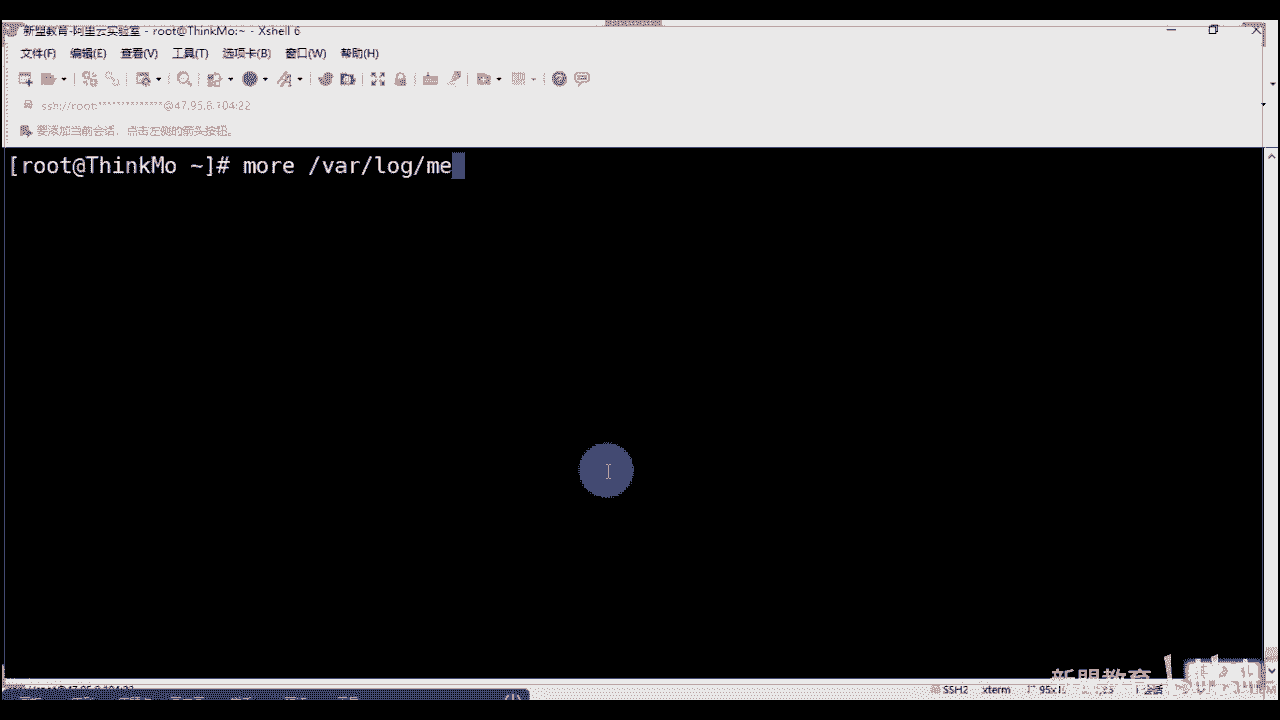 新盟教育-阿里云实验室 - root@ThinkMo:~ - Xshell 6
文件(F) 编辑(E) 查看(V) 工具(T) 选项卡(B) 窗口(W) 帮助(H)
ssh://root:**************@47.95.8.104:22
要添加当前会话，点击左侧的箭头按钮。
[root@ThinkMo ~]# more /var/log/me
新盟教育
SSH2 xterm